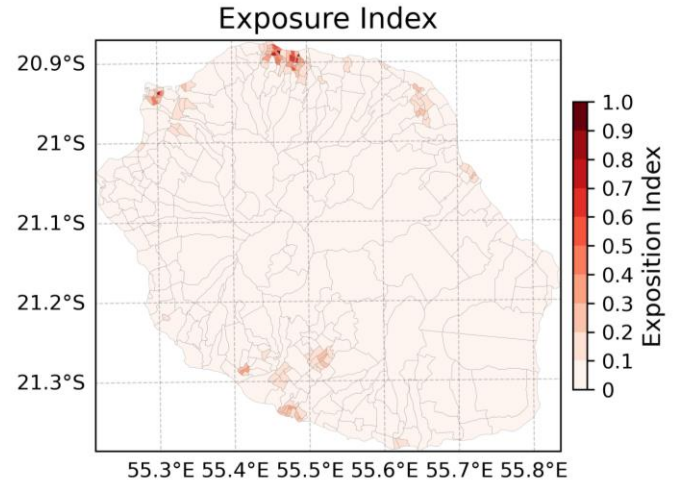 Exposure Index
20.9°S
21°S
21.1°S
21.2°S
21.3°S
55.3°E 55.4°E 55.5°E 55.6°E 55.7°E 55.8°E
1.0
0.9
0.8
0.7
0.6
0.5
0.4
0.3
0.2
0.1
0
Exposition Index